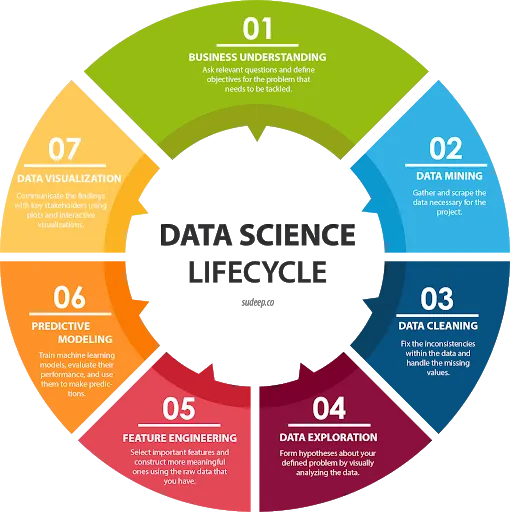 01
BUSINESS UNDERSTANDING
Ask relevant questions and define
objectives for the problem that
needs to be tackled.
02
DATA MINING
Gather and scrape the
data necessary for the
project.
03
DATA CLEANING
Fix the inconsistencies
within the data and
handle the missing
values.
04
DATA EXPLORATION
Form hypotheses about your
defined problem by visually
analyzing the data.
05
FEATURE ENGINEERING
Select important features and
construct more meaningful
ones using the raw data that
you have.
06
PREDICTIVE
MODELING
Train machine learning
models, evaluate their
performance, and use
them to make predic-
tions.
07
DATA VISUALIZATION
Communicate the findings
with key stakeholders using
plots and interactive
visualizations.
DATA SCIENCE
LIFECYCLE
sudeep.co